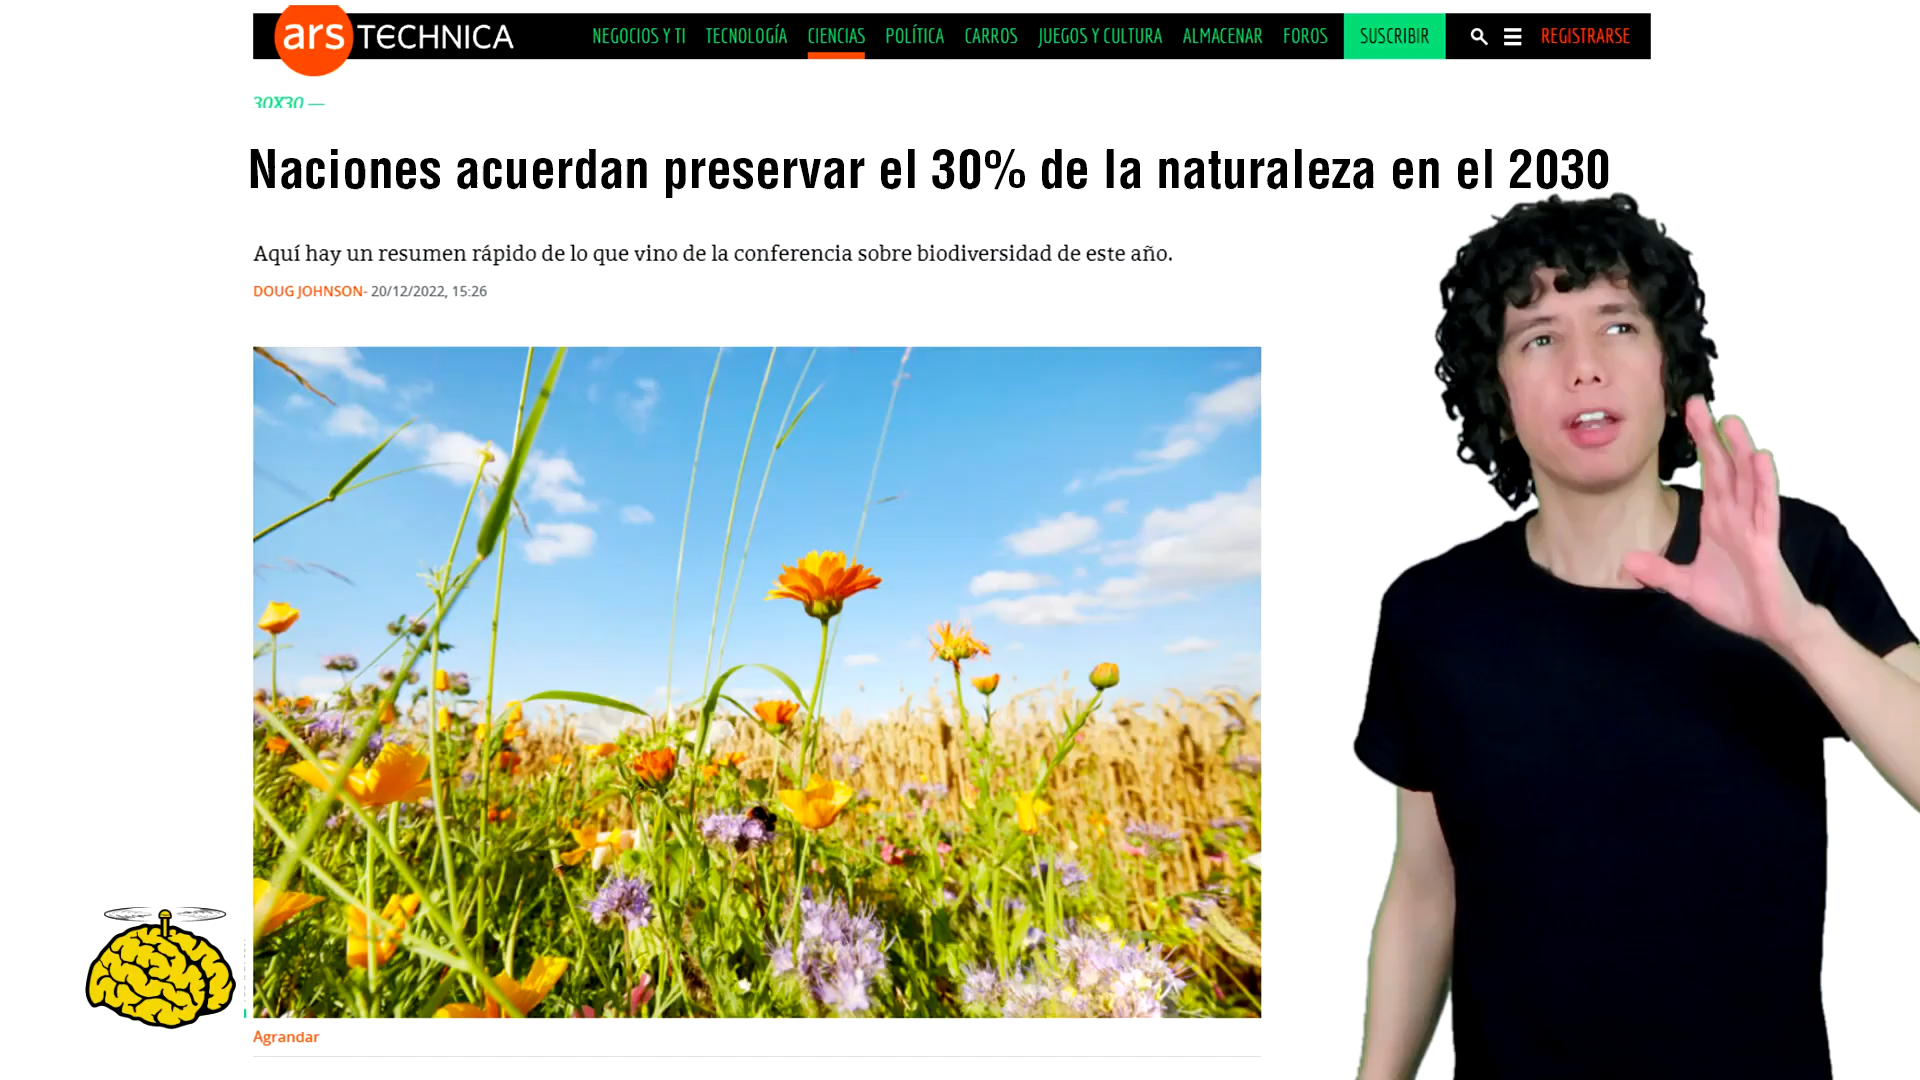 ars TECHNICA NEGOCIOS Y TI TECNOLOGÍA CIENCIAS POLÍTICA CARROS JUEGOS Y CULTURA ALMACENAR FOROS SUSCRIBIR REGISTRARSE
30X30 —
Naciones acuerdan preservar el 30% de la naturaleza en el 2030
Aquí hay un resumen rápido de lo que vino de la conferencia sobre biodiversidad de este año.
DOUG JOHNSON- 20/12/2022, 15:26
Agrandar